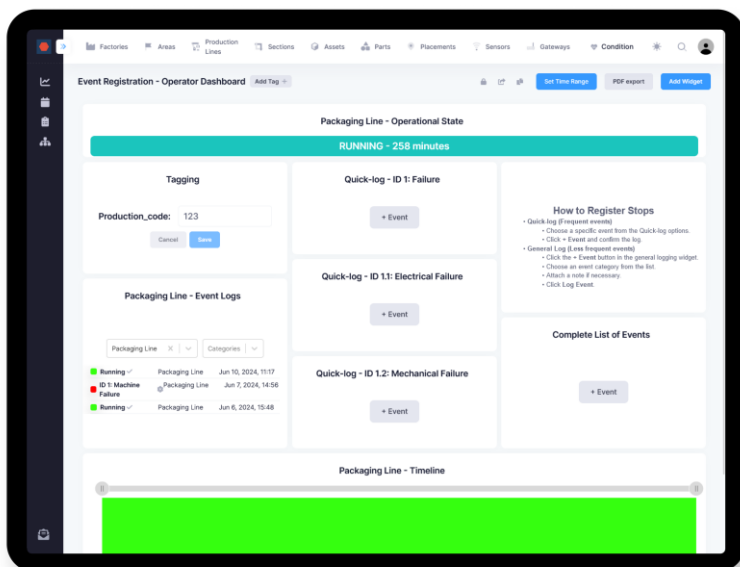 Factories
Areas
Production
Lines
Sections
Assets
Parts
Placements
Sensors
Gateways
Condition
Event Registration - Operator Dashboard
Add Tag +
Set Time Range
PDF export
Add Widget
Packaging Line - Operational State
RUNNING - 258 minutes
Tagging
Production_code: 123
Cancel
Save
Quick-log - ID 1: Failure
+ Event
How to Register Stops
• Quick-log (Frequent events)
• Choose a specific event from the Quick-log options.
• Click + Event and confirm the log.
• General Log (Less frequent events)
• Click the + Event button in the general logging widget.
• Choose an event category from the list.
• Attach a note if necessary.
• Click Log Event.
Quick-log - ID 1.1: Electrical Failure
+ Event
Packaging Line - Event Logs
Packaging Line X
Categories
Running Packaging Line Jun 10, 2024, 11:17
ID 1: Machine Packaging Line Jun 7, 2024, 14:56
Failure
Running Packaging Line Jun 6, 2024, 15:48
Quick-log - ID 1.2: Mechanical Failure
+ Event
Complete List of Events
+ Event
Packaging Line - Timeline